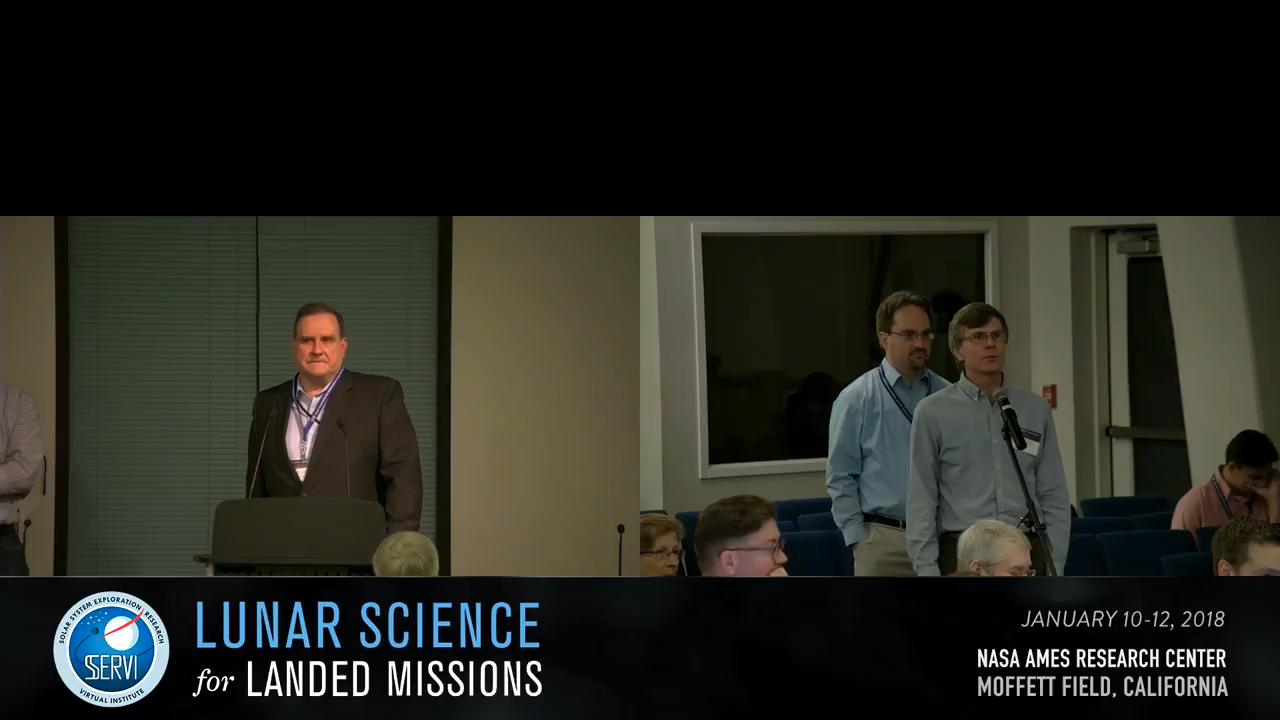 SOLAR SYSTEM EXPLORATION RESEARCH
SSERVI
VIRTUAL INSTITUTE
LUNAR SCIENCE
for LANDED MISSIONS
JANUARY 10-12, 2018
NASA AMES RESEARCH CENTER
MOFFETT FIELD, CALIFORNIA